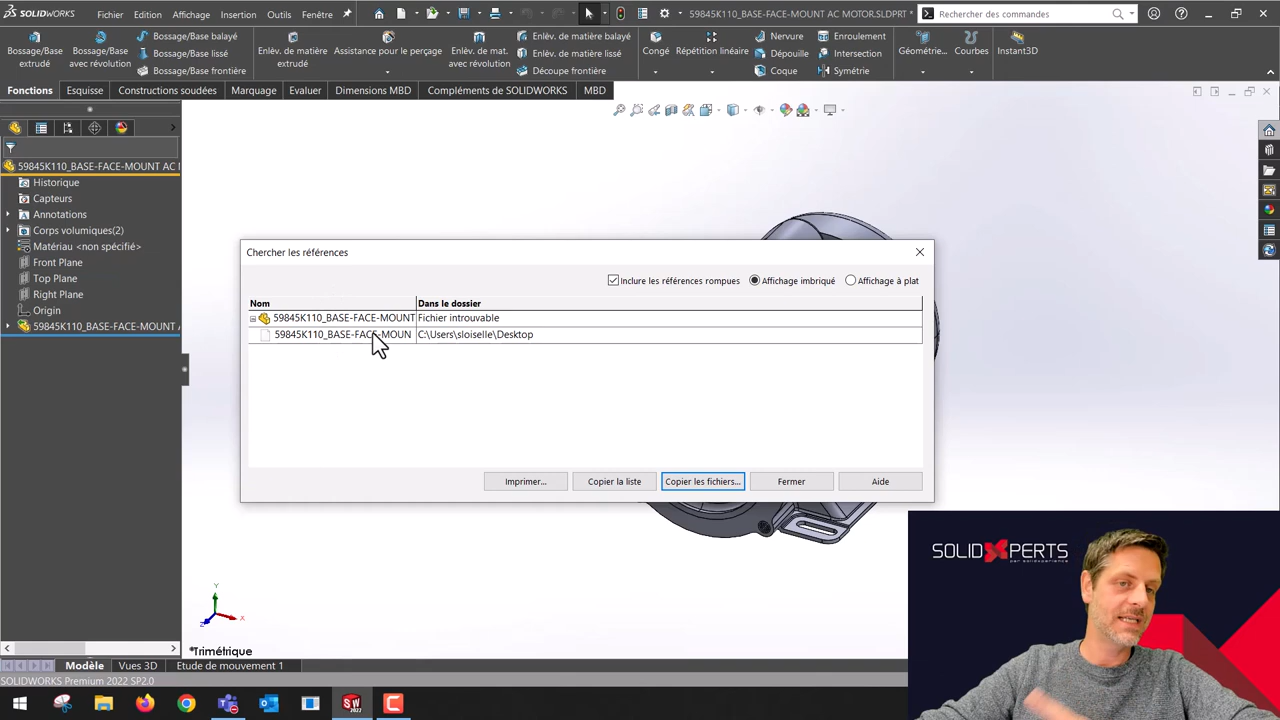 SOLIDWORKS Fichier Edition Affichage Insertion Outils 59845K110_BASE-FACE-MOUNT AC MOTOR.SLDPRT * Rechercher des commandes
Bossage/Base extrudé
Bossage/Base avec révolution
Bossage/Base balayé
Bossage/Base lissé
Bossage/Base frontière
Enlèv. de matière extrudé
Assistance pour le perçage
Enlèv. de mat. avec révolution
Enlèv. de matière balayé
Enlèv. de matière lissé
Découpe frontière
Congé
Répétition linéaire
Nervure
Dépouille
Coque
Enroulement
Intersection
Symétrie
Géométrie...
Courbes
Instant3D
Fonctions Esquisse Constructions soudées Marquage Evaluer Dimensions MBD Compléments de SOLIDWORKS MBD
59845K110_BASE-FACE-MOUNT AC
Historique
Capteurs
Annotations
Corps volumiques(2)
Matériau <non spécifié>
Front Plane
Top Plane
Right Plane
Origin
59845K110_BASE-FACE-MOUNT A
Chercher les références
Inclure les références rompues Affichage imbriqué Affichage à plat
Nom Dans le dossier
59845K110_BASE-FACE-MOUNT Fichier introuvable
59845K110_BASE-FACE-MOUN C:\Users\sloiselle\Desktop
Imprimer... Copier la liste Copier les fichiers... Fermer Aide
SOLIDXPERTS
par solidxperience
Y
X
Z
*Trimétrique
Modèle Vues 3D Etude de mouvement 1
SOLIDWORKS Premium 2022 SP2.0
SW
2022